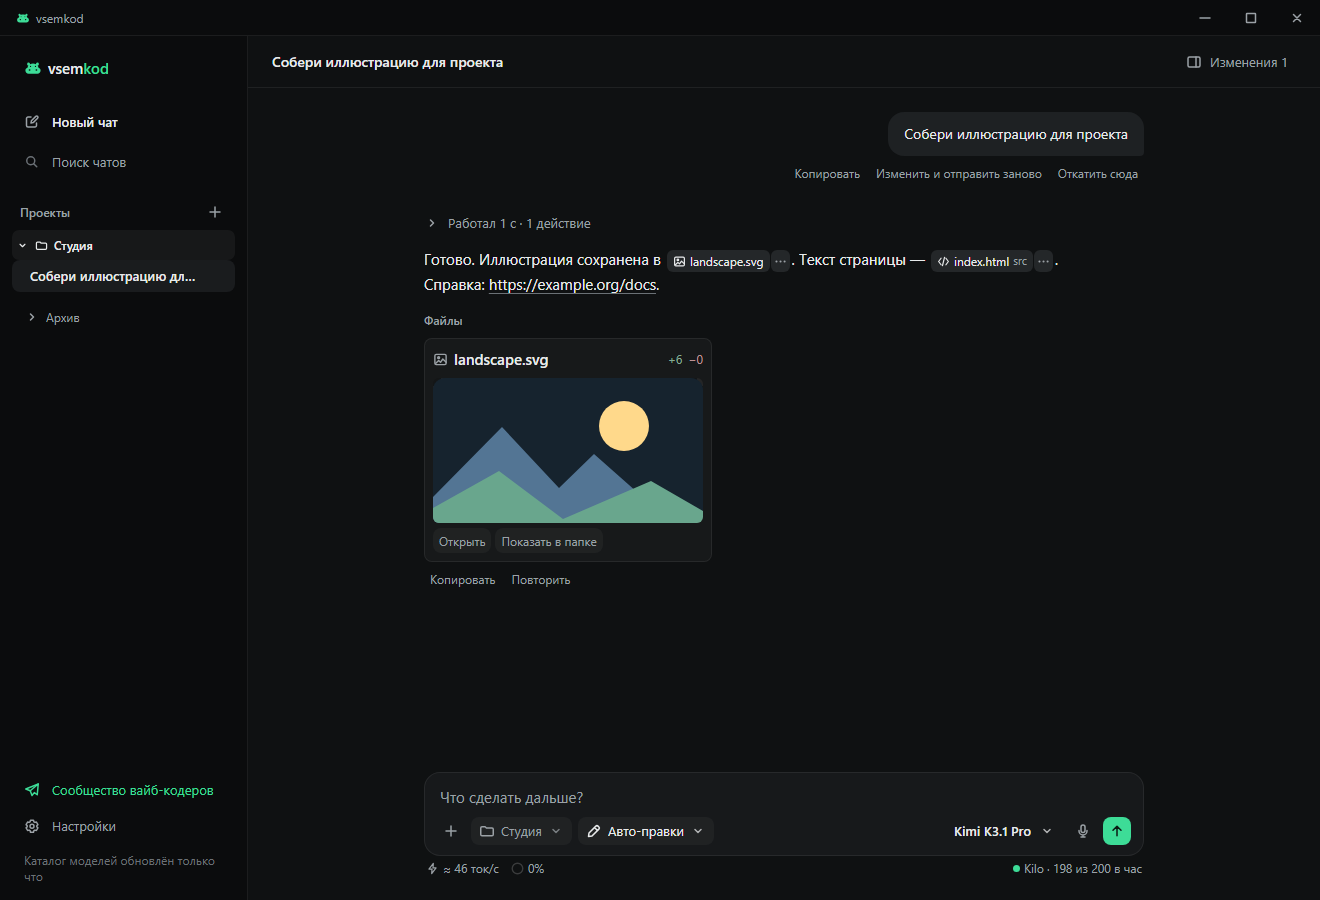 vsemkod
vsemkod
Новый чат
Поиск чатов
Проекты
Студия
Собери иллюстрацию дл...
Архив
Сообщество вайб-кодеров
Настройки
Каталог моделей обновлён только
что
Собери иллюстрацию для проекта
Изменения 1
Собери иллюстрацию для проекта
Копировать Изменить и отправить заново Откатить сюда
Работал 1 с · 1 действие
Готово. Иллюстрация сохранена в landscape.svg ··· . Текст страницы — index.html src ··· .
Справка: https://example.org/docs.
Файлы
landscape.svg +6 −0
Открыть Показать в папке
Копировать Повторить
Что сделать дальше?
Студия Авто-правки Kimi K3.1 Pro
≈ 46 ток/с 0% Kilo · 198 из 200 в час